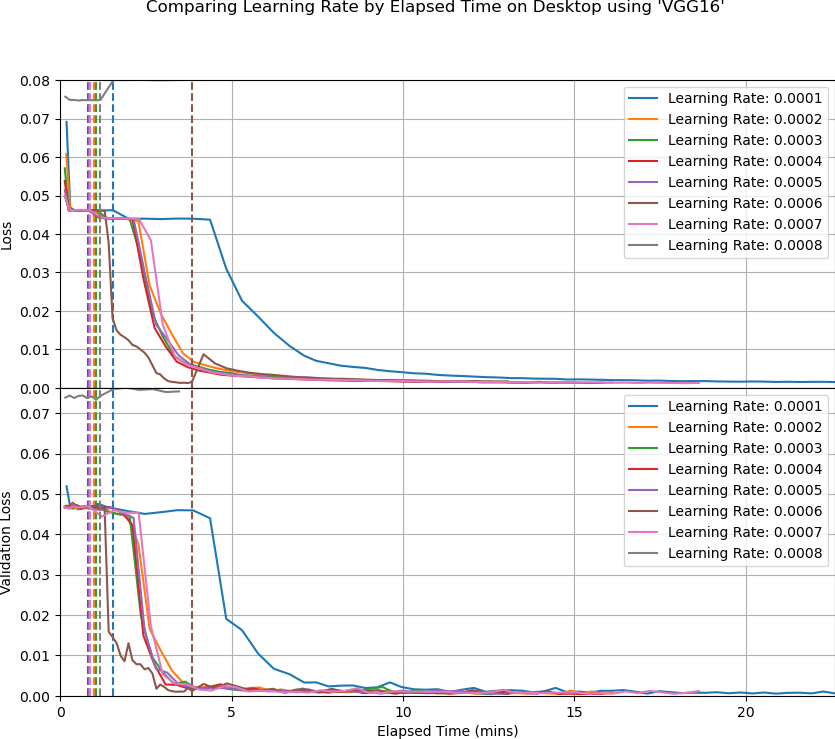 Comparing Learning Rate by Elapsed Time on Desktop using 'VGG16'
0.08
0.07
0.06
0.05
0.04
0.03
0.02
0.01
0.00
Loss
Learning Rate: 0.0001
Learning Rate: 0.0002
Learning Rate: 0.0003
Learning Rate: 0.0004
Learning Rate: 0.0005
Learning Rate: 0.0006
Learning Rate: 0.0007
Learning Rate: 0.0008
0.07
0.06
0.05
0.04
0.03
0.02
0.01
0.00
Validation Loss
Learning Rate: 0.0001
Learning Rate: 0.0002
Learning Rate: 0.0003
Learning Rate: 0.0004
Learning Rate: 0.0005
Learning Rate: 0.0006
Learning Rate: 0.0007
Learning Rate: 0.0008
0 5 10 15 20
Elapsed Time (mins)